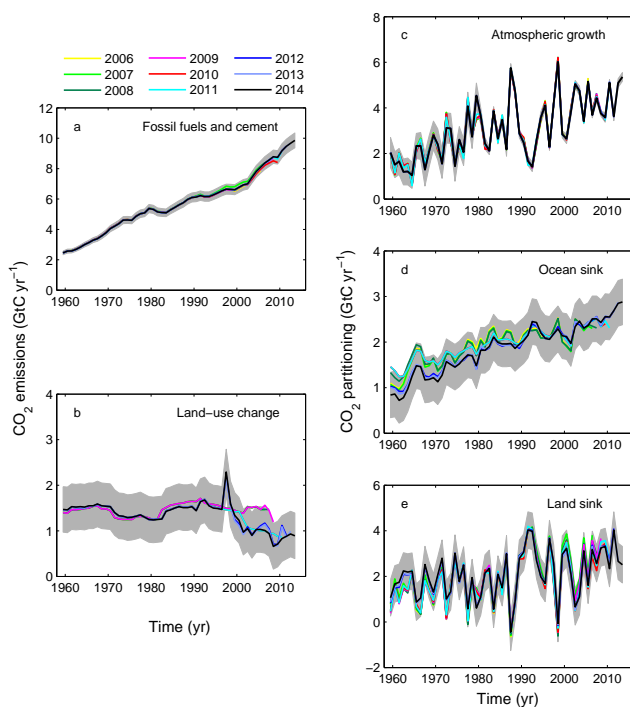 2006 2009 2012
2007 2010 2013
2008 2011 2014
a Fossil fuels and cement
12
10
8
6
4
2
0
1960 1970 1980 1990 2000 2010
b Land−use change
4
3
2
1
0
1960 1970 1980 1990 2000 2010
CO2 emissions (GtC yr−1)
Time (yr)
c Atmospheric growth
8
6
4
2
0
1960 1970 1980 1990 2000 2010
d Ocean sink
4
3
2
1
0
1960 1970 1980 1990 2000 2010
e Land sink
6
4
2
0
−2
1960 1970 1980 1990 2000 2010
CO2 partitioning (GtC yr−1)
Time (yr)